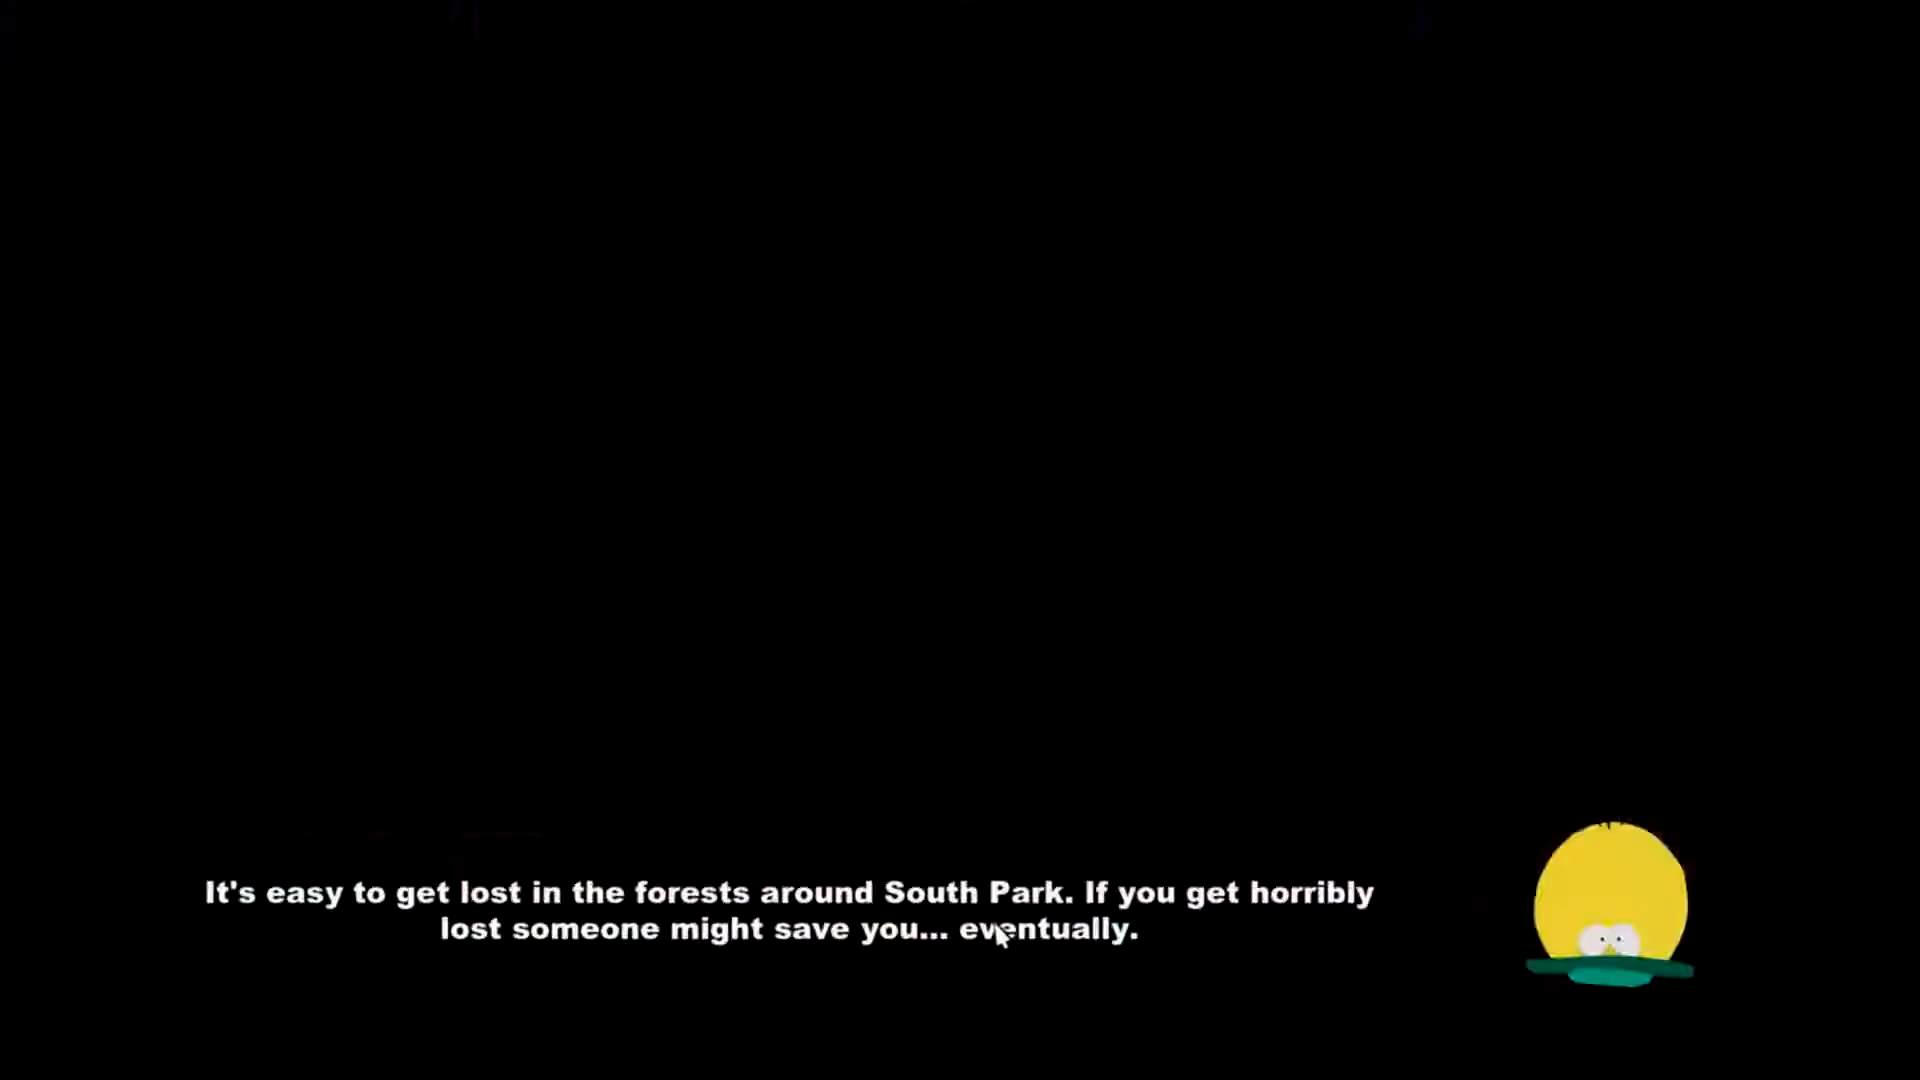 It's easy to get lost in the forests around South Park. If you get horribly
lost someone might save you... eventually.